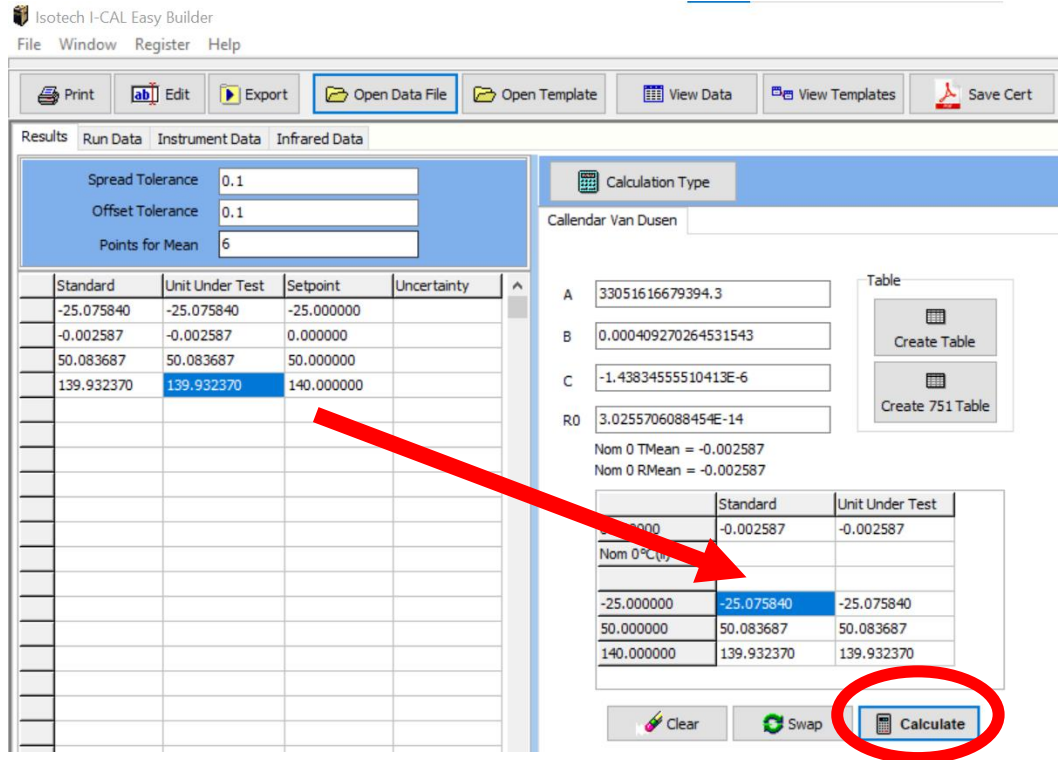 Isotech I-CAL Easy Builder
File Window Register Help
Print Edit Export Open Data File Open Template View Data View Templates Save Cert
Results Run Data Instrument Data Infrared Data
Spread Tolerance 0.1
Offset Tolerance 0.1
Points for Mean 6
Standard Unit Under Test Setpoint Uncertainty
-25.075840 -25.075840 -25.000000
-0.002587 -0.002587 0.000000
50.083687 50.083687 50.000000
139.932370 139.932370 140.000000
Calculation Type
Callendar Van Dusen
A 33051616679394.3
B 0.000409270264531543
C -1.43834555510413E-6
R0 3.0255706088454E-14
Table
Create Table
Create 751 Table
Nom 0 TMean = -0.002587
Nom 0 RMean = -0.002587
Standard Unit Under Test
-0.002587 -0.002587
Nom 0°C
-25.000000 -25.075840 -25.075840
50.000000 50.083687 50.083687
140.000000 139.932370 139.932370
Clear Swap Calculate